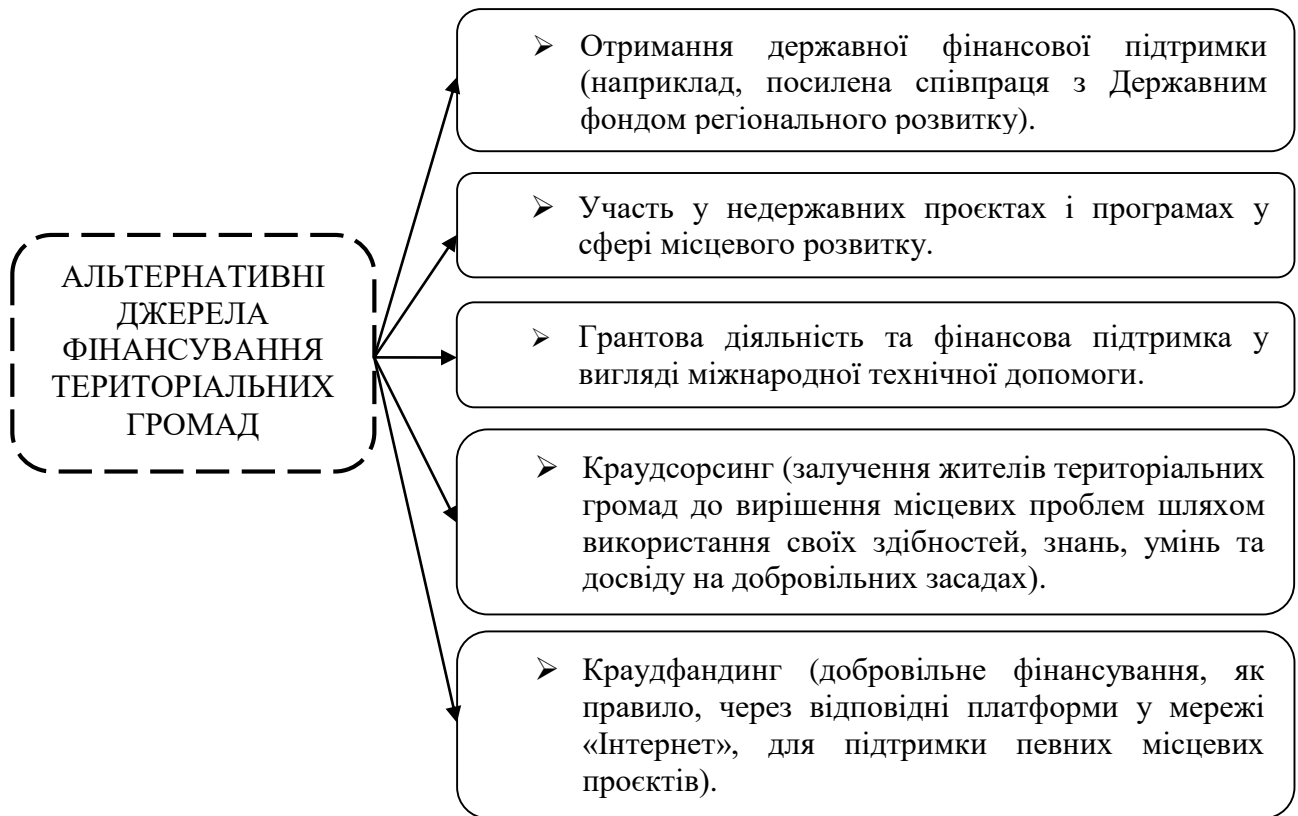 АЛЬТЕРНАТИВНІ
ДЖЕРЕЛА
ФІНАНСУВАННЯ
ТЕРИТОРІАЛЬНИХ
ГРОМАД
➢ Отримання державної фінансової підтримки
(наприклад, посилена співпраця з Державним
фондом регіонального розвитку).
➢ Участь у недержавних проєктах і програмах у
сфері місцевого розвитку.
➢ Грантова діяльність та фінансова підтримка у
вигляді міжнародної технічної допомоги.
➢ Краудсорсинг (залучення жителів територіальних
громад до вирішення місцевих проблем шляхом
використання своїх здібностей, знань, умінь та
досвіду на добровільних засадах).
➢ Краудфандинг (добровільне фінансування, як
правило, через відповідні платформи у мережі
«Інтернет», для підтримки певних місцевих
проєктів).